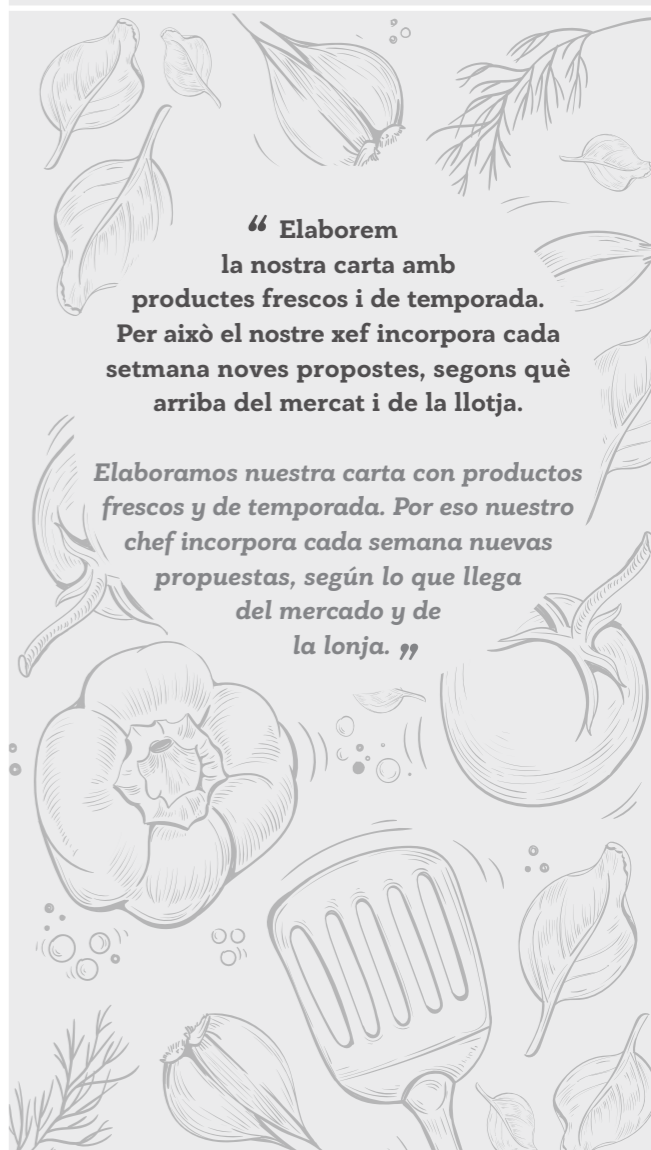 “ Elaborem
la nostra carta amb
productes frescos i de temporada.
Per això el nostre xef incorpora cada
setmana noves propostes, segons què
arriba del mercat i de la llotja.
Elaboramos nuestra carta con productos
frescos y de temporada. Por eso nuestro
chef incorpora cada semana nuevas
propuestas, según lo que llega
del mercado y de
la lonja. ”